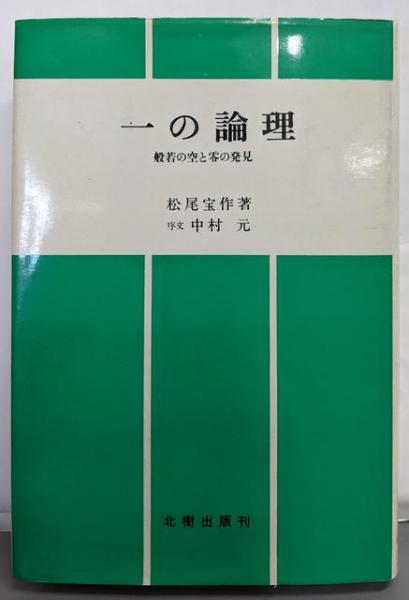 一の論理
般若の空と零の発見
松尾宝作著
序文 中村 元
北樹出版刊